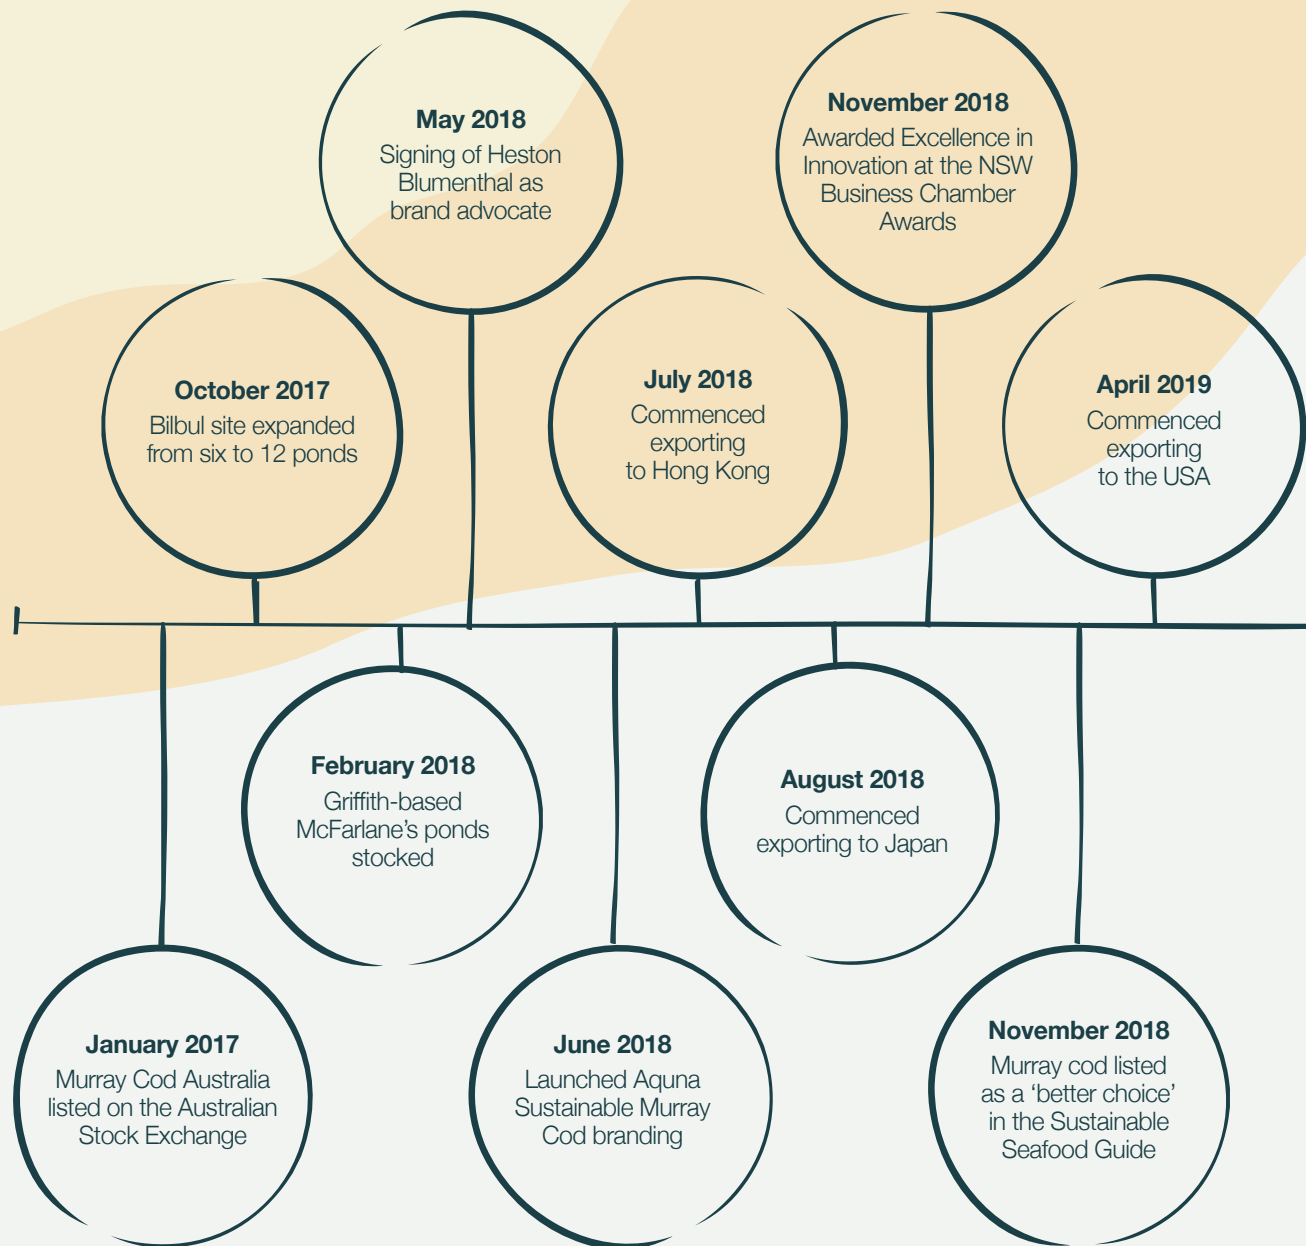 January 2017
Murray Cod Australia
listed on the Australian
Stock Exchange
October 2017
Bilbul site expanded
from six to 12 ponds
February 2018
Griffith-based
McFarlane’s ponds
stocked
May 2018
Signing of Heston
Blumenthal as
brand advocate
June 2018
Launched Aquna
Sustainable Murray
Cod branding
July 2018
Commenced
exporting
to Hong Kong
August 2018
Commenced
exporting to Japan
November 2018
Awarded Excellence in
Innovation at the NSW
Business Chamber
Awards
November 2018
Murray cod listed
as a ‘better choice’
in the Sustainable
Seafood Guide
April 2019
Commenced
exporting
to the USA